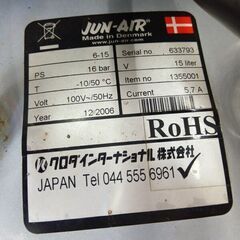 JUN-AIR®
Made in Denmark
jun-air.com
6-15 Serial no. 633793
PS 16 bar V 15 liter
T -10/50 °C Item no. 1355001
Volt. 100V~/50Hz Current 5,7 A
Year 12/2006
RoHS
クロダインターナショナル株式会社
JAPAN Tel 044 555 6961